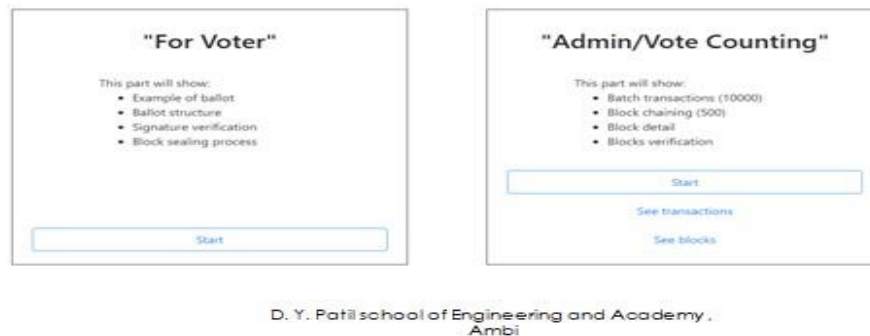 "For Voter"
This part will show:
• Example of ballot
• Ballot structure
• Signature verification
• Block sealing process
Start
"Admin/Vote Counting"
This part will show:
• Batch transactions (10000)
• Block chaining (500)
• Block detail
• Blocks verification
Start
See transactions
See blocks
D. Y. Patil school of Engineering and Academy ,
Ambi